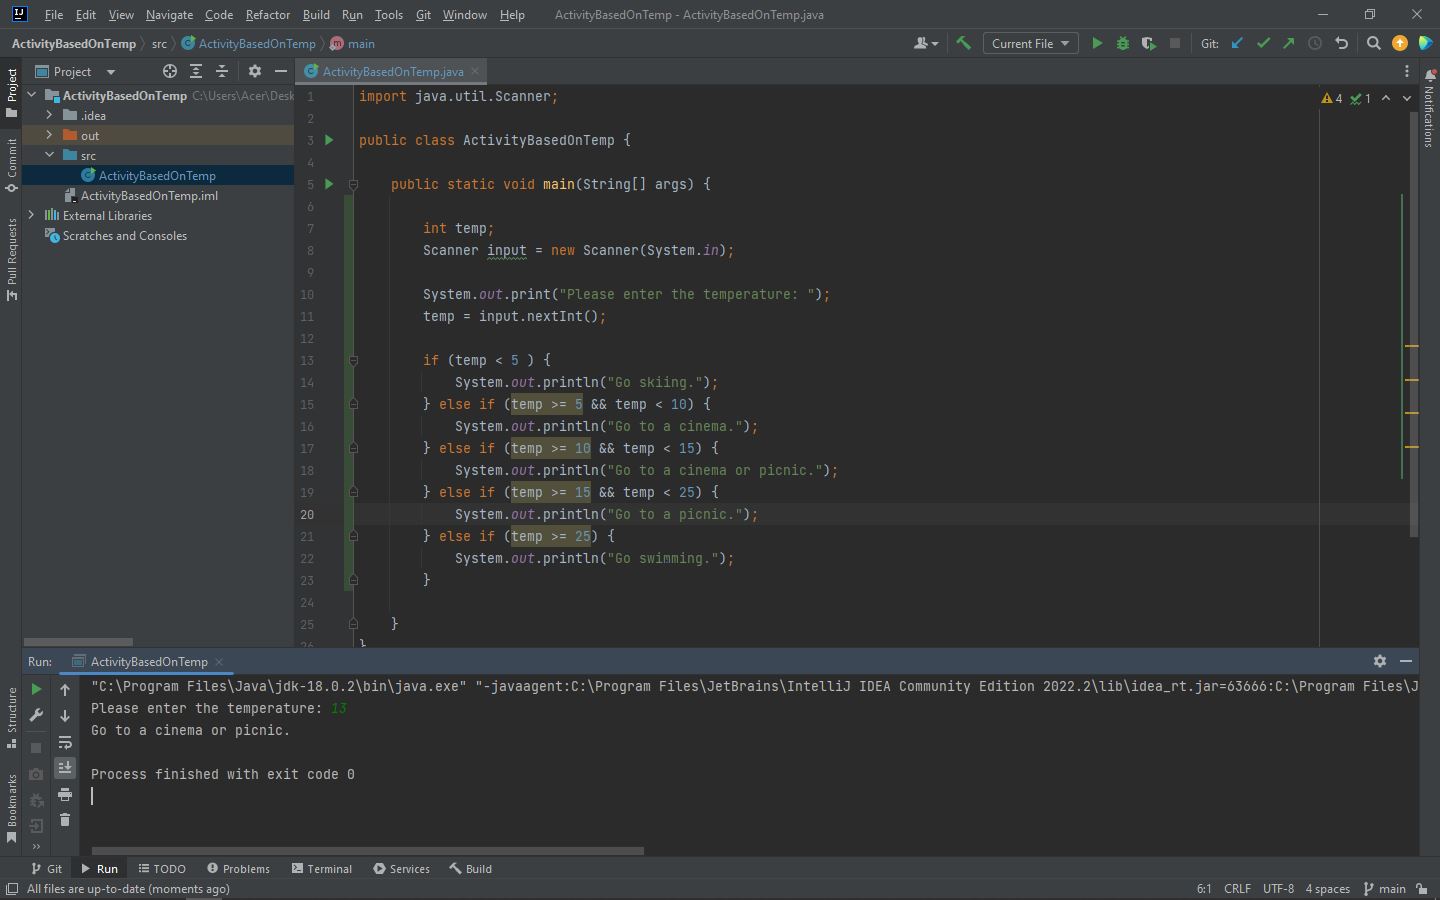 File Edit View Navigate Code Refactor Build Run Tools Git Window Help ActivityBasedOnTemp - ActivityBasedOnTemp.java
ActivityBasedOnTemp src ActivityBasedOnTemp main Current File Git:
Project ActivityBasedOnTemp.java
ActivityBasedOnTemp C:\Users\Acer\Desk
.idea
out
src
ActivityBasedOnTemp
ActivityBasedOnTemp.iml
External Libraries
Scratches and Consoles
Project
Commit
Pull Requests
Structure
Bookmarks
Notifications
4 1
1 import java.util.Scanner;
2
3 public class ActivityBasedOnTemp {
4
5 public static void main(String[] args) {
6
7 int temp;
8 Scanner input = new Scanner(System.in);
9
10 System.out.print("Please enter the temperature: ");
11 temp = input.nextInt();
12
13 if (temp < 5 ) {
14 System.out.println("Go skiing.");
15 } else if (temp >= 5 && temp < 10) {
16 System.out.println("Go to a cinema.");
17 } else if (temp >= 10 && temp < 15) {
18 System.out.println("Go to a cinema or picnic.");
19 } else if (temp >= 15 && temp < 25) {
20 System.out.println("Go to a picnic.");
21 } else if (temp >= 25) {
22 System.out.println("Go swimming.");
23 }
24
25 }
26 }
Run: ActivityBasedOnTemp
"C:\Program Files\Java\jdk-18.0.2\bin\java.exe" "-javaagent:C:\Program Files\JetBrains\IntelliJ IDEA Community Edition 2022.2\lib\idea_rt.jar=63666:C:\Program Files\J
Please enter the temperature: 13
Go to a cinema or picnic.
Process finished with exit code 0
Git Run TODO Problems Terminal Services Build
All files are up-to-date (moments ago) 6:1 CRLF UTF-8 4 spaces main